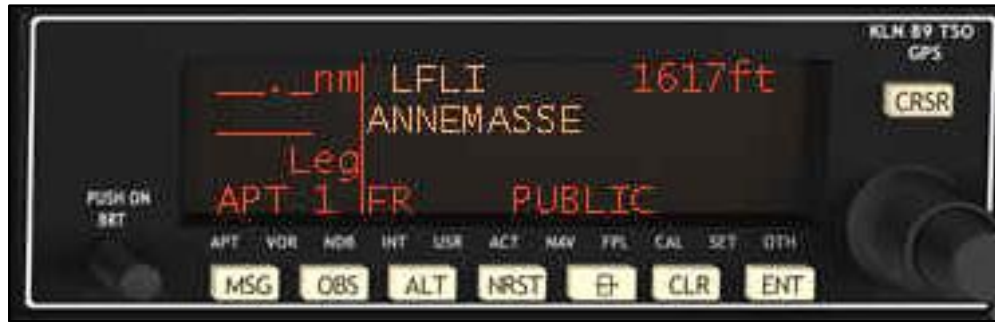 KLN 89 TSO
GPS
CRSR
__._nm LFLI 1617ft
____ ANNEMASSE
Leg
APT 1 FR PUBLIC
PUSH ON
BRT
APT VOR NDB INT USR ACT NAV FPL CAL SET OTH
MSG OBS ALT NRST CLR ENT